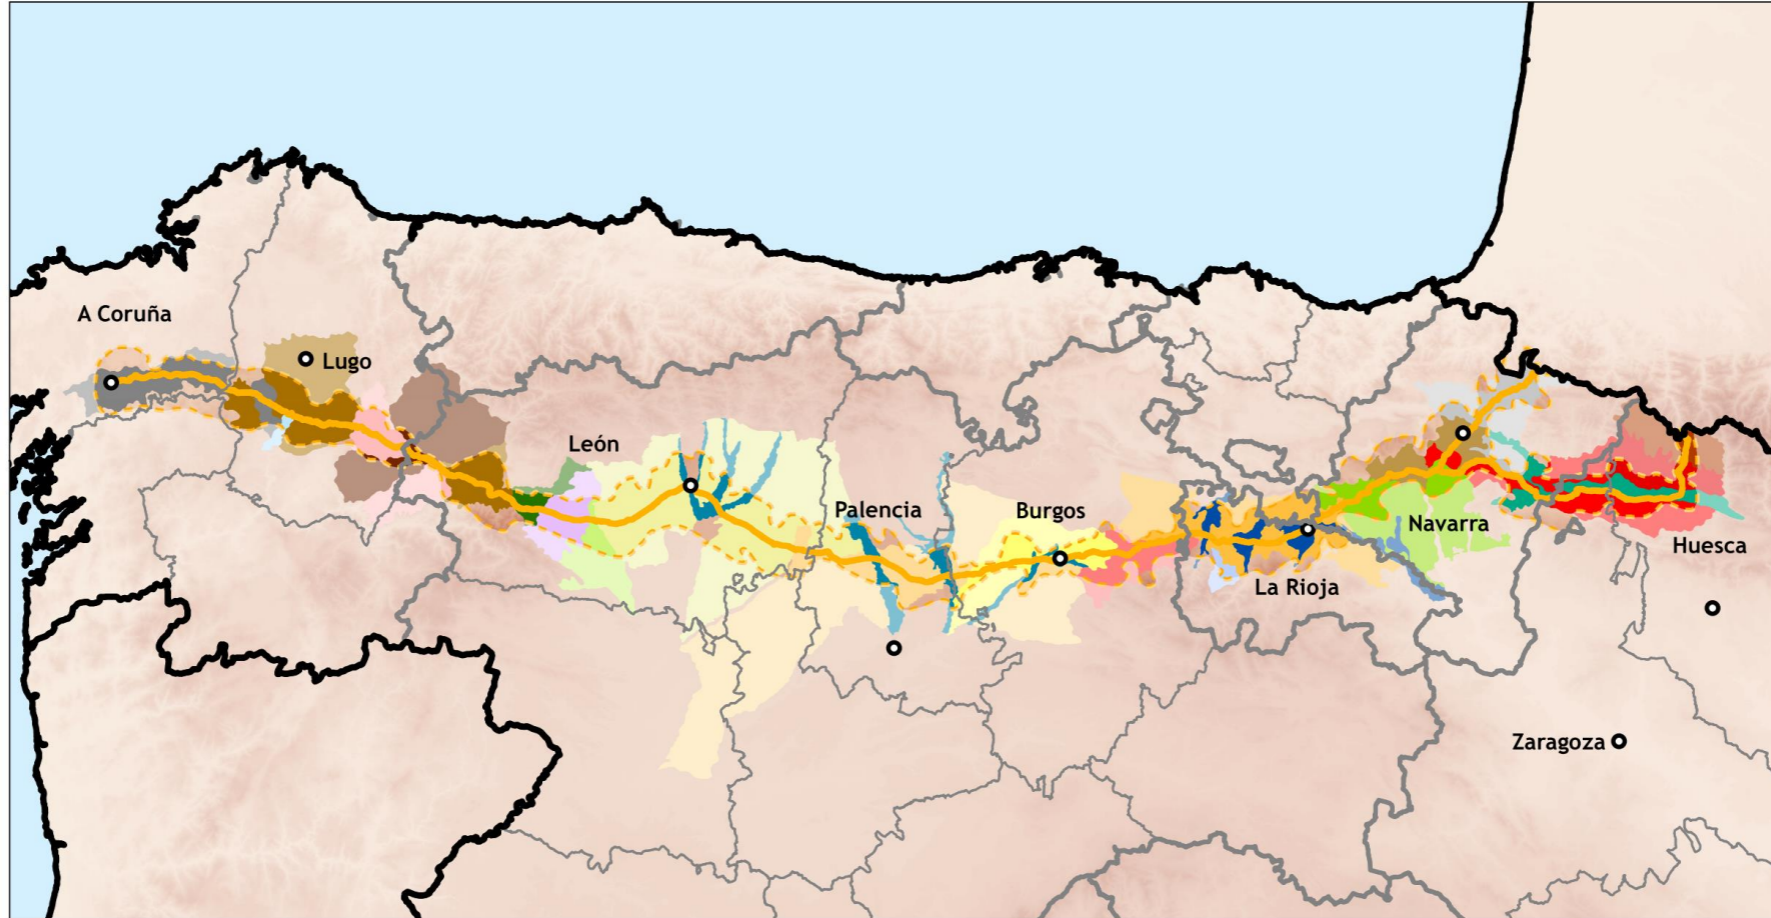 A Coruña
Lugo
León
Palencia
Burgos
La Rioja
Navarra
Huesca
Zaragoza